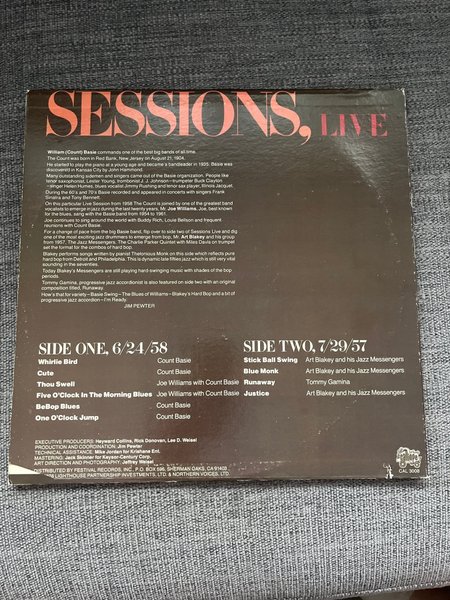 SESSIONS, LIVE
William (Count) Basie commands one of the best big bands of all time.
The Count was born in Red Bank, New Jersey on August 21, 1904.
He started to play the piano at a young age and became a bandleader in 1935. Basie was
discovered in Kansas City by John Hammond.
Many outstanding sidemen and singers came out of the Basie organization. People like
tenor saxophonist, Lester Young, trombonist J. J. Johnson–trumpeter Buck Clayton
–singer Helen Humes, blues vocalist Jimmy Rushing and tenor sax player, Illinois Jacquet.
During the 60's and 70's Basie recorded and appeared in concerts with singers Frank
Sinatra and Tony Bennett.
On this particular Live Session from 1958 The Count is joined by one of the greatest band
vocalists to emerge in jazz during the last twenty years, Mr. Joe Williams. Joe, best known
for the blues, sang with the Basie band from 1954 to 1961.
Joe continues to sing around the world with Buddy Rich, Louie Bellson and frequent
reunions with Count Basie.
For a change of pace from the big Basie band, flip over to side two of Sessions Live and dig
one of the most exciting jazz drummers to emerge from bop, Mr. Art Blakey and his group
from 1957, The Jazz Messengers. The Charlie Parker Quintet with Miles Davis on trumpet
set the format for the combos of hard bop.
Blakey performs songs written by pianist Thelonious Monk on this side which reflects pure
hard bop from Detroit and Philadelphia. This is dynamic late fifties jazz which is still very vital
sounding in the seventies.
Today Blakey's Messengers are still playing hard-swinging music with shades of the bop
periods.
Tommy Gamina, progressive jazz accordionist is also featured on side two with an original
composition titled, Runaway.
How's that for variety–Basie Swing–The Blues of Williams–Blakey's Hard Bop and a bit of
progressive jazz accordion–I'm Ready.
JIM PEWTER
SIDE ONE, 6/24/58
Whirlie Bird Count Basie
Cute Count Basie
Thou Swell Joe Williams with Count Basie
Five O'Clock In The Morning Blues Joe Williams with Count Basie
BeBop Blues Count Basie
One O'Clock Jump Count Basie
SIDE TWO, 7/29/57
Stick Ball Swing Art Blakey and his Jazz Messengers
Blue Monk Art Blakey and his Jazz Messengers
Runaway Tommy Gamina
Justice Art Blakey and his Jazz Messengers
EXECUTIVE PRODUCERS: Hayward Collins, Rick Donovan, Lee D. Weisel
PRODUCTION AND COORDINATION: Jim Pewter
TECHNICAL ASSISTANCE: Mike Jorden for Krishane Enl.
MASTERING: Jack Skinner for Keysor-Century Corp.
ART DIRECTION AND PHOTOGRAPHY: Jeffrey Weisel
DISTRIBUTED BY FESTIVAL RECORDS, INC., P.O. BOX 596, SHERMAN OAKS, CA 91403
LIGHTHOUSE PARTNERSHIP INVESTMENTS, LTD. & NORTHERN VOICES, LTD.
CAL 3008